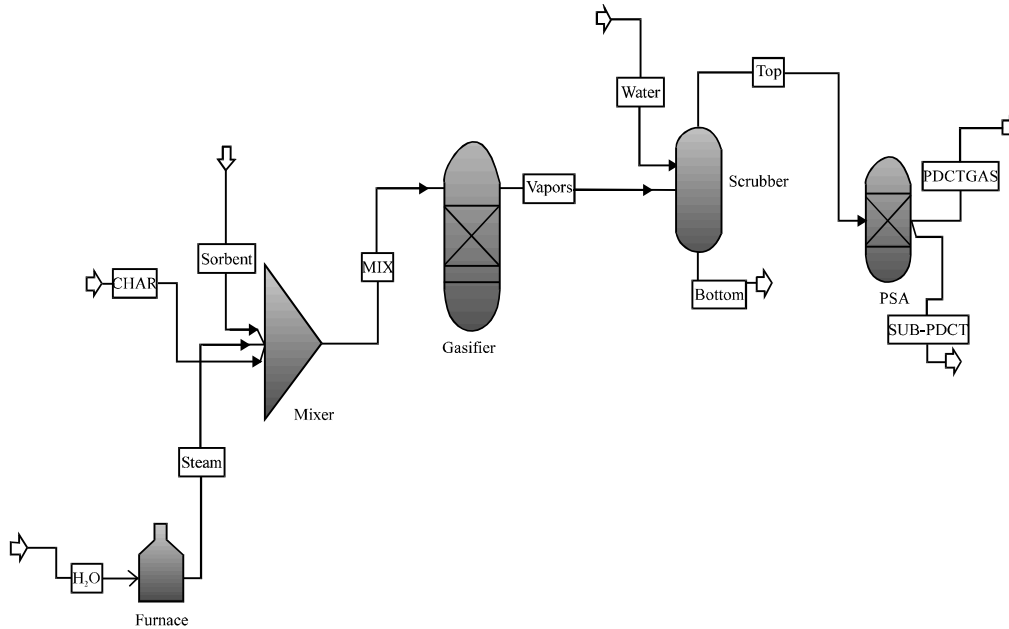 Top
Water
PDCTGAS
Scrubber
Vapors
Sorbent
MIX
CHAR
Bottom
PSA
SUB-PDCT
Gasifier
Mixer
Steam
H₂O
Furnace